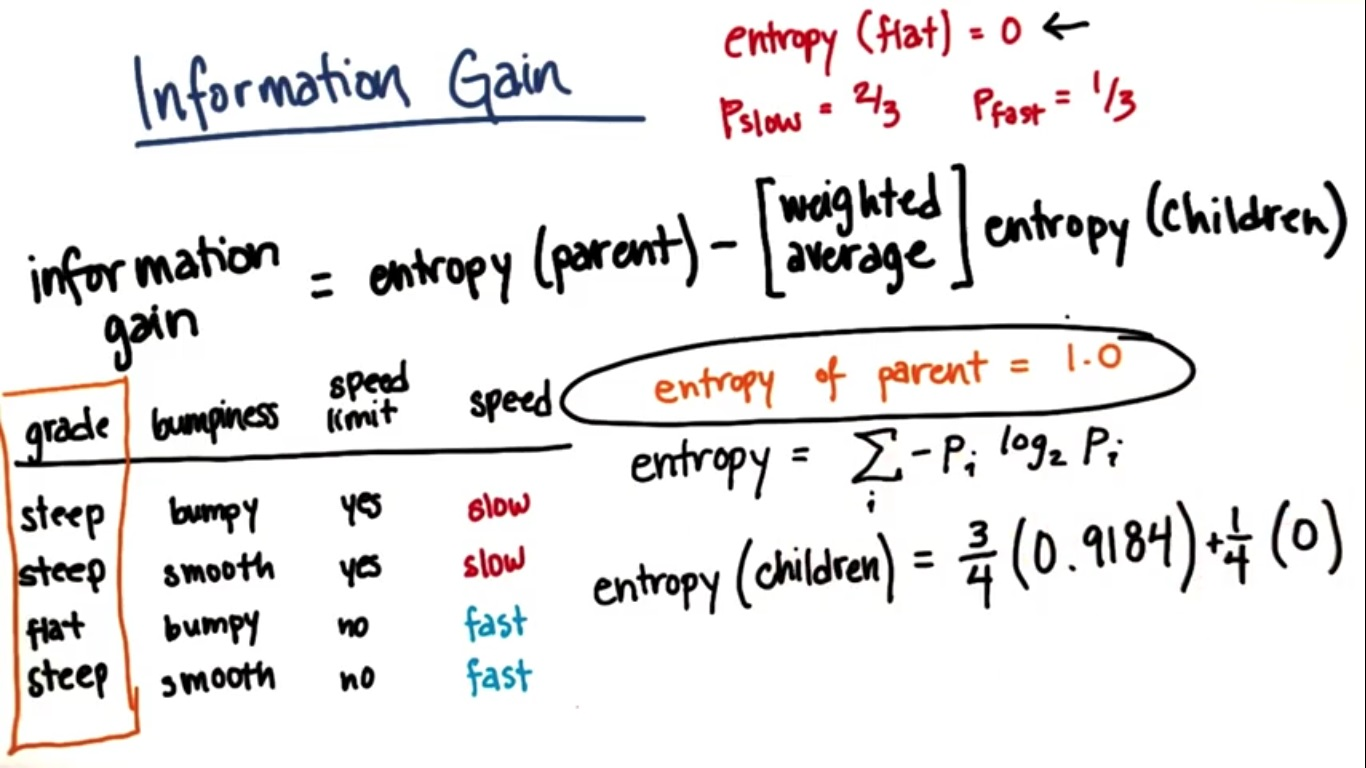 Information Gain
entropy (flat) = 0 ←
Pslow = 2/3 Pfast = 1/3
information gain = entropy (parent) - [weighted average] entropy (children)
entropy of parent = 1.0
grade bumpiness speed limit speed
steep bumpy yes slow
steep smooth yes slow
flat bumpy no fast
steep smooth no fast
entropy = ∑i -Pi log2 Pi
entropy (children) = 3/4 (0.9184) + 1/4 (0)